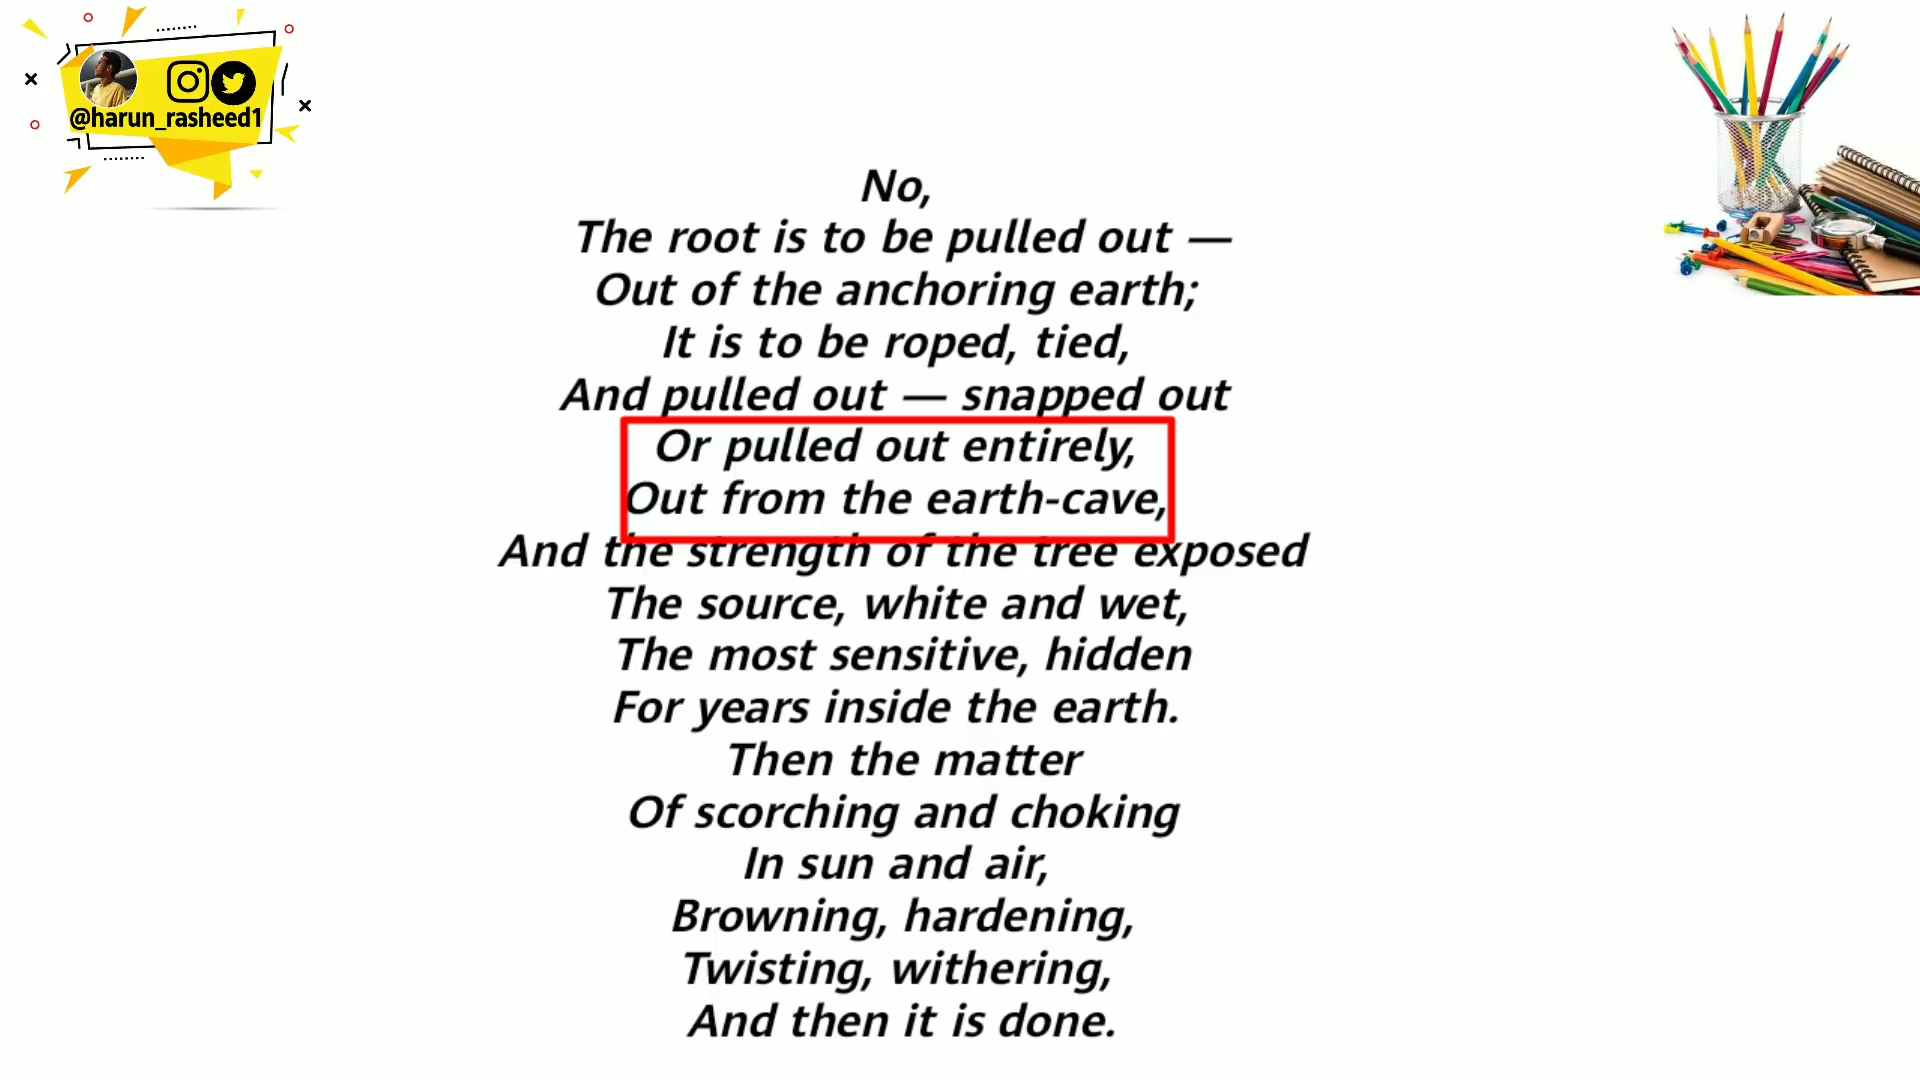 @harun_rasheed1
No,
The root is to be pulled out —
Out of the anchoring earth;
It is to be roped, tied,
And pulled out — snapped out
Or pulled out entirely,
Out from the earth-cave,
And the strength of the tree exposed
The source, white and wet,
The most sensitive, hidden
For years inside the earth.
Then the matter
Of scorching and choking
In sun and air,
Browning, hardening,
Twisting, withering,
And then it is done.